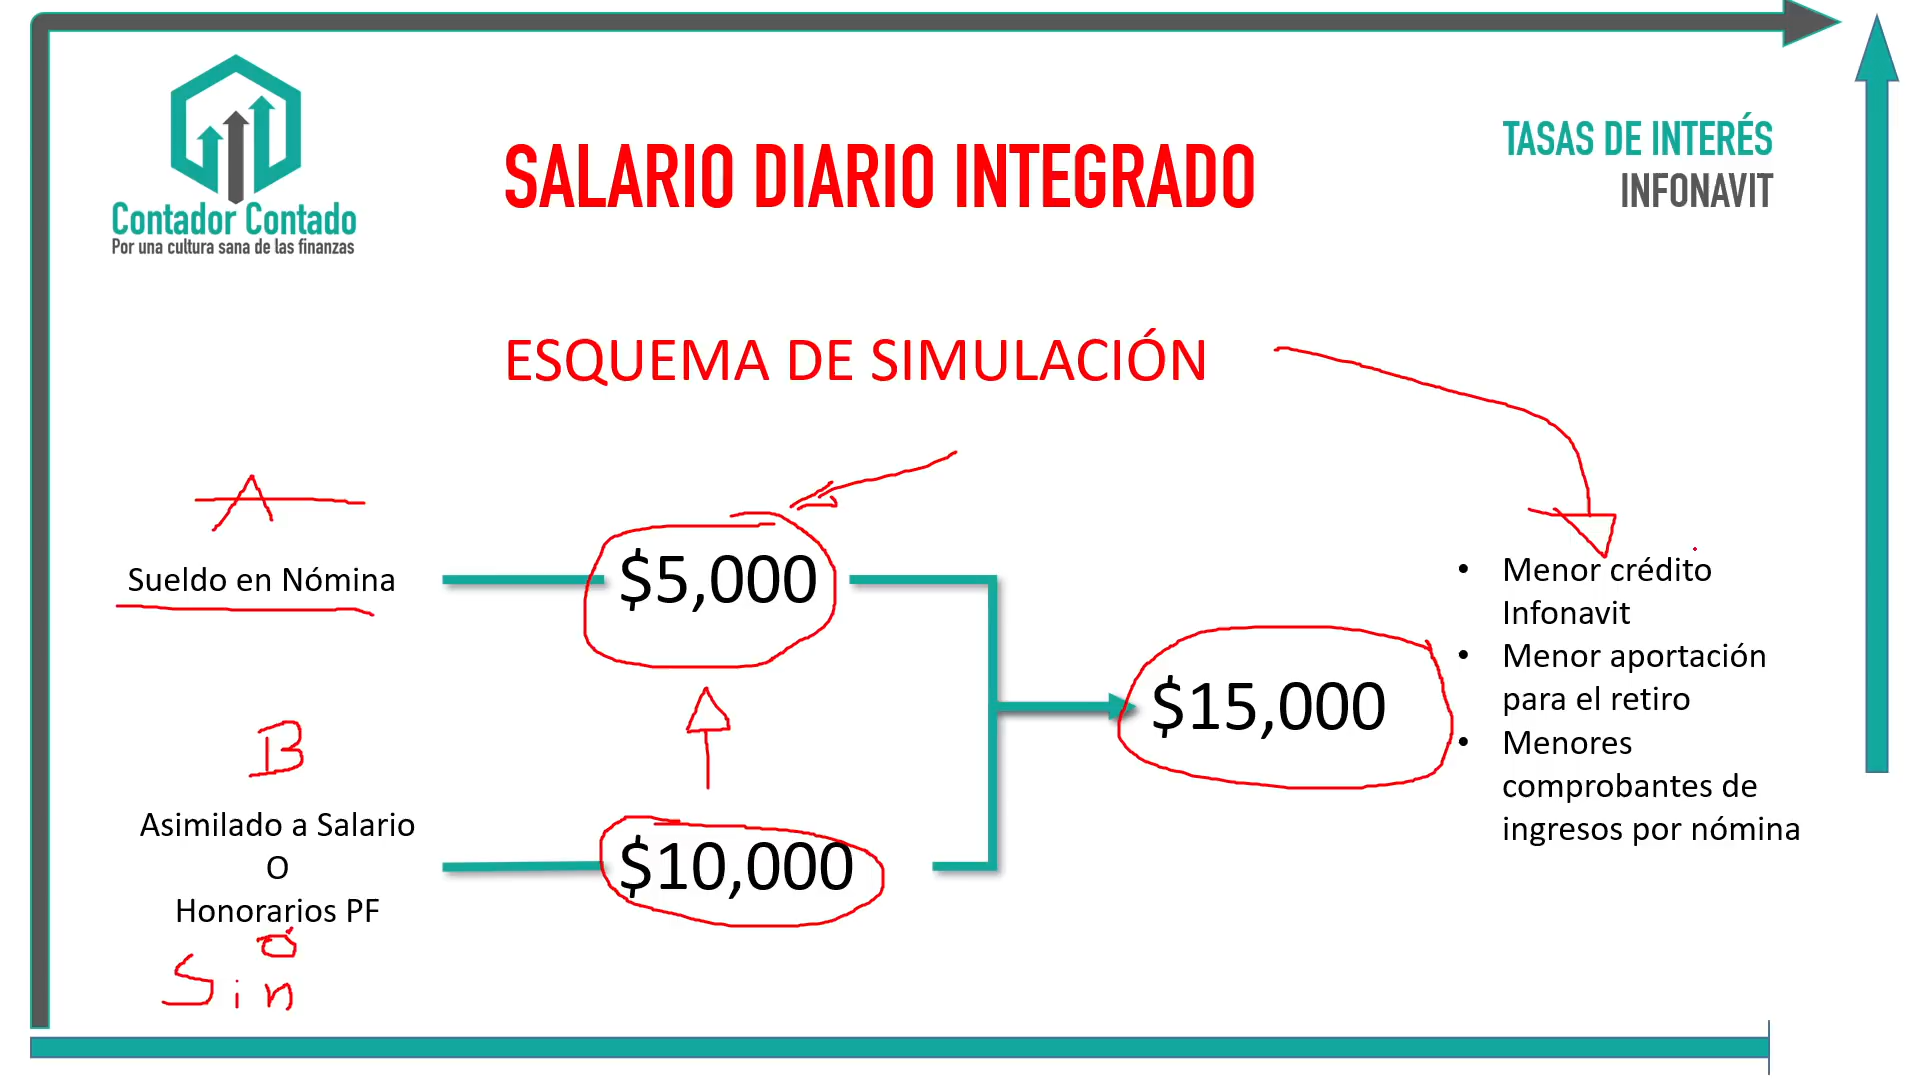 Contador Contado
Por una cultura sana de las finanzas
SALARIO DIARIO INTEGRADO
TASAS DE INTERÉS
INFONAVIT
ESQUEMA DE SIMULACIÓN
A
Sueldo en Nómina
$5,000
B
Asimilado a Salario
O
Honorarios PF
ó
Sin
$10,000
$15,000
• Menor crédito
Infonavit
• Menor aportación
para el retiro
• Menores
comprobantes de
ingresos por nómina